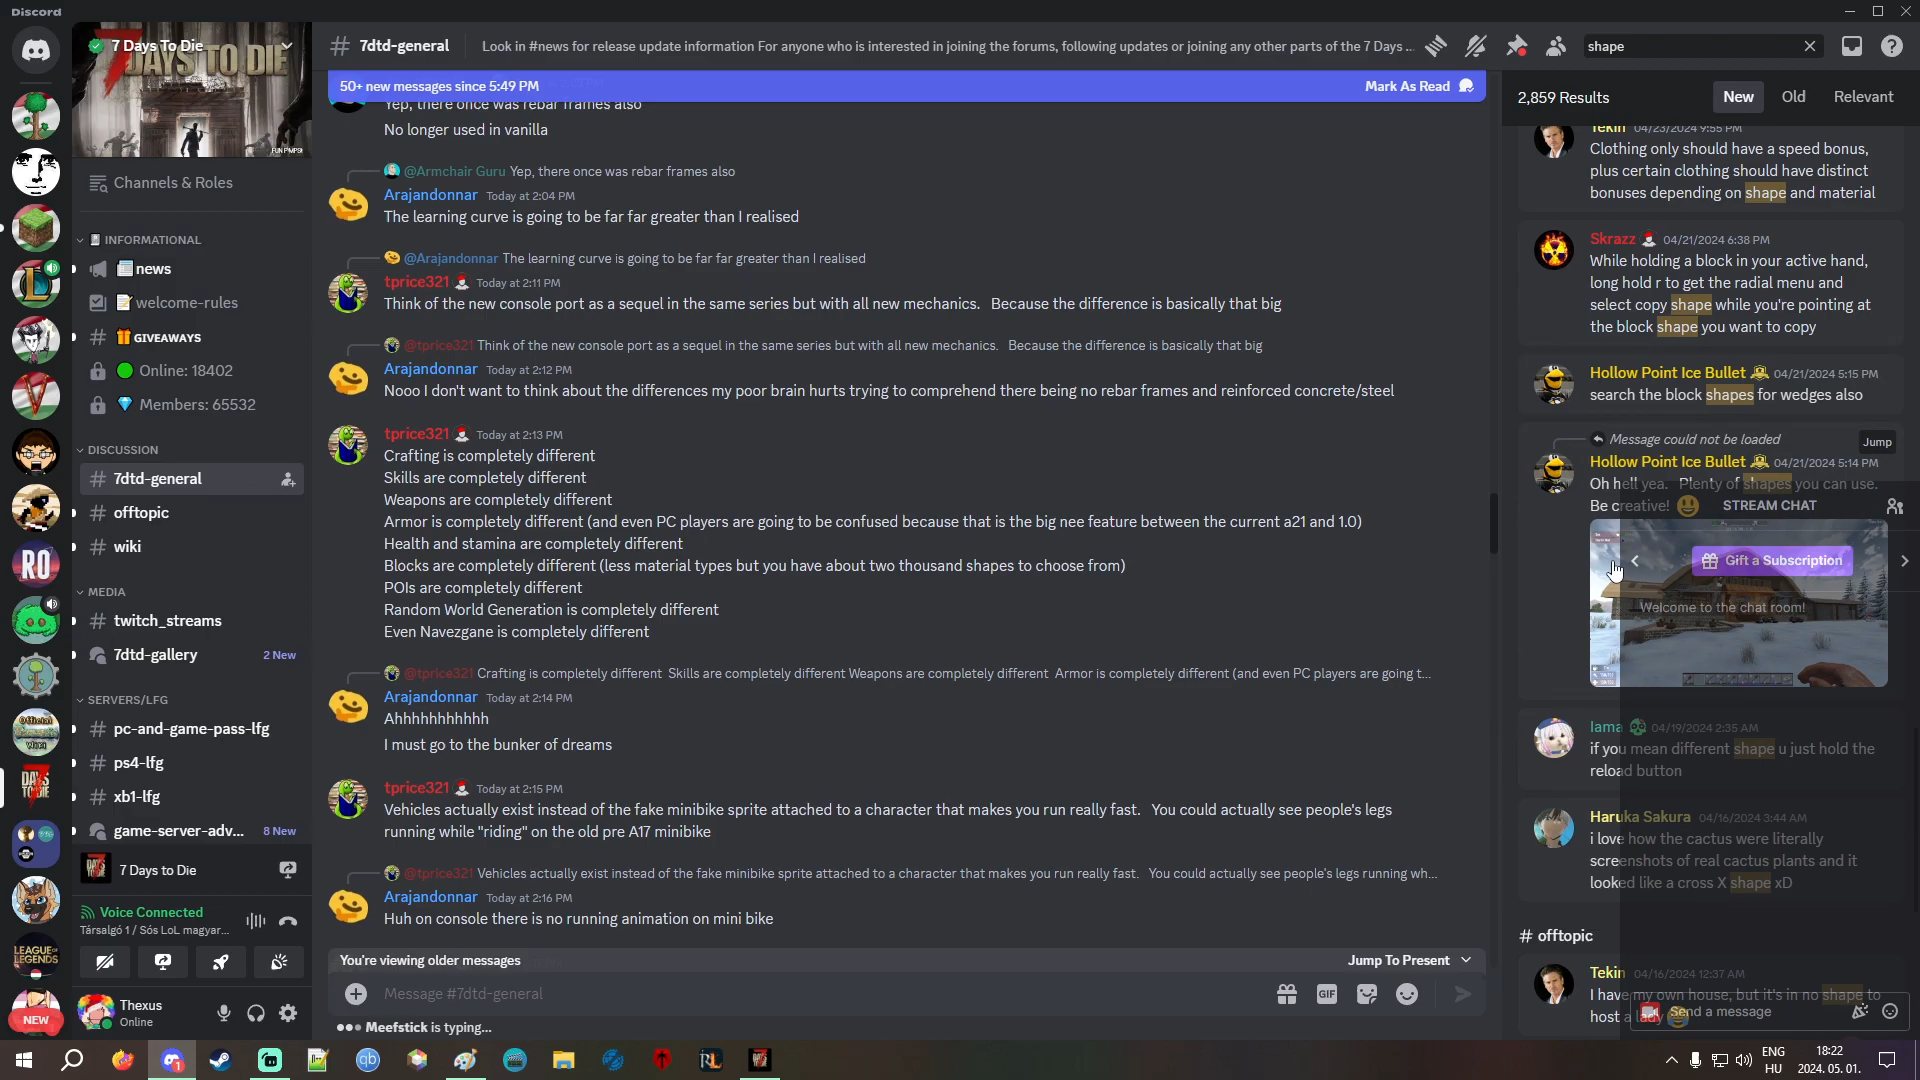 Discord
7 Days To Die
7 DAYS TO DIE
FUN PIMPS!
Channels & Roles
INFORMATIONAL
news
welcome-rules
GIVEAWAYS
Online: 18402
Members: 65532
DISCUSSION
7dtd-general
offtopic
wiki
MEDIA
twitch_streams
7dtd-gallery 2 New
SERVERS/LFG
pc-and-game-pass-lfg
ps4-lfg
xb1-lfg
game-server-adv... 8 New
7 Days to Die
Voice Connected
Társalgó 1 / Sós LoL magyar...
Thexus
Online
RO
LEAGUE of LEGENDS
NEW
7dtd-general
Look in #news for release update information For anyone who is interested in joining the forums, following updates or joining any other parts of the 7 Days ...
shape
50+ new messages since 5:49 PM
Mark As Read
Yep, there once was rebar frames also
No longer used in vanilla
@Armchair Guru Yep, there once was rebar frames also
Arajandonnar Today at 2:04 PM
The learning curve is going to be far far greater than I realised
@Arajandonnar The learning curve is going to be far far greater than I realised
tprice321 Today at 2:11 PM
Think of the new console port as a sequel in the same series but with all new mechanics. Because the difference is basically that big
@tprice321 Think of the new console port as a sequel in the same series but with all new mechanics. Because the difference is basically that big
Arajandonnar Today at 2:12 PM
Nooo I don't want to think about the differences my poor brain hurts trying to comprehend there being no rebar frames and reinforced concrete/steel
tprice321 Today at 2:13 PM
Crafting is completely different
Skills are completely different
Weapons are completely different
Armor is completely different (and even PC players are going to be confused because that is the big nee feature between the current a21 and 1.0)
Health and stamina are completely different
Blocks are completely different (less material types but you have about two thousand shapes to choose from)
POIs are completely different
Random World Generation is completely different
Even Navezgane is completely different
@tprice321 Crafting is completely different Skills are completely different Weapons are completely different Armor is completely different (and even PC players are going t...
Arajandonnar Today at 2:14 PM
Ahhhhhhhhhhh
I must go to the bunker of dreams
tprice321 Today at 2:15 PM
Vehicles actually exist instead of the fake minibike sprite attached to a character that makes you run really fast. You could actually see people's legs
running while "riding" on the old pre A17 minibike
@tprice321 Vehicles actually exist instead of the fake minibike sprite attached to a character that makes you run really fast. You could actually see people's legs running wh...
Arajandonnar Today at 2:16 PM
Huh on console there is no running animation on mini bike
You're viewing older messages
Jump To Present
Message #7dtd-general
GIF
Meefstick is typing...
2,859 Results
New
Old
Relevant
Tekin 04/23/2024 9:55 PM
Clothing only should have a speed bonus,
plus certain clothing should have distinct
bonuses depending on shape and material
Skrazz 04/21/2024 6:38 PM
While holding a block in your active hand,
long hold r to get the radial menu and
select copy shape while you're pointing at
the block shape you want to copy
Hollow Point Ice Bullet 04/21/2024 5:15 PM
search the block shapes for wedges also
Message could not be loaded
Jump
Hollow Point Ice Bullet 04/21/2024 5:14 PM
Oh hell yea. Plenty of shapes you can use.
Be creative!
STREAM CHAT
Gift a Subscription
Welcome to the chat room!
Iama 04/19/2024 2:35 AM
if you mean different shape u just hold the
reload button
Haruka Sakura 04/16/2024 3:44 AM
i love how the cactus were literally
screenshots of real cactus plants and it
looked like a cross X shape xD
# offtopic
Tekin 04/16/2024 12:37 AM
I have my own house, but it's in no shape to
host a lady
Send a message
ENG
HU
18:22
2024. 05. 01.